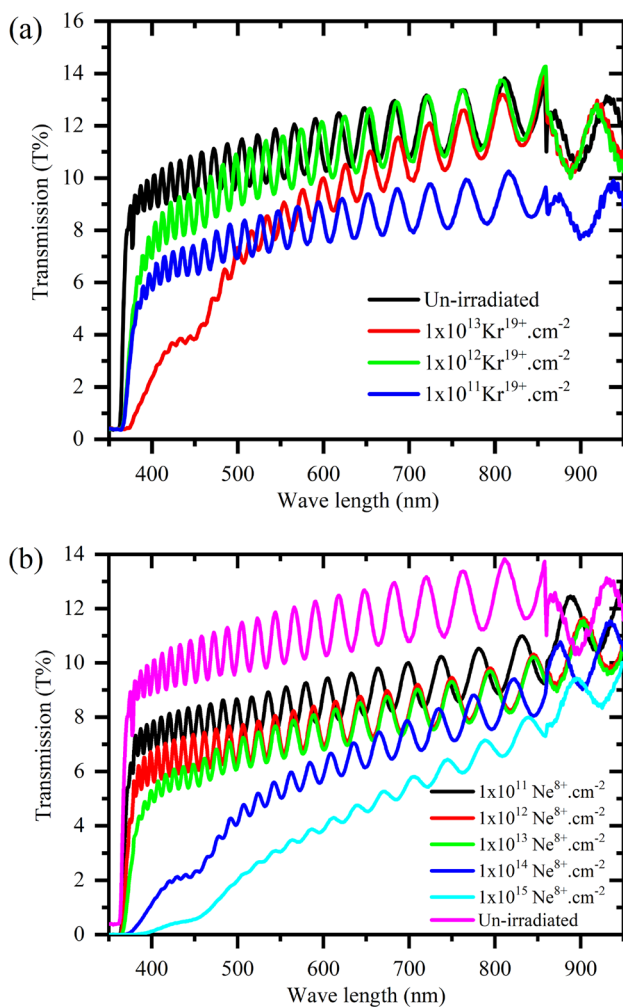 (a)
16
14
12
10
8
6
4
2
0
Transmission (T%)
Un-irradiated
1x10¹³Kr¹⁹⁺.cm-2
1x10¹²Kr¹⁹⁺.cm-2
1x10¹¹Kr¹⁹⁺.cm-2
400 500 600 700 800 900
Wave length (nm)
(b)
14
12
10
8
6
4
2
0
Transmission (T%)
1x10¹¹ Ne⁸⁺.cm-2
1x10¹² Ne⁸⁺.cm-2
1x10¹³ Ne⁸⁺.cm-2
1x10¹⁴ Ne⁸⁺.cm-2
1x10¹⁵ Ne⁸⁺.cm-2
Un-irradiated
400 500 600 700 800 900
Wave length (nm)